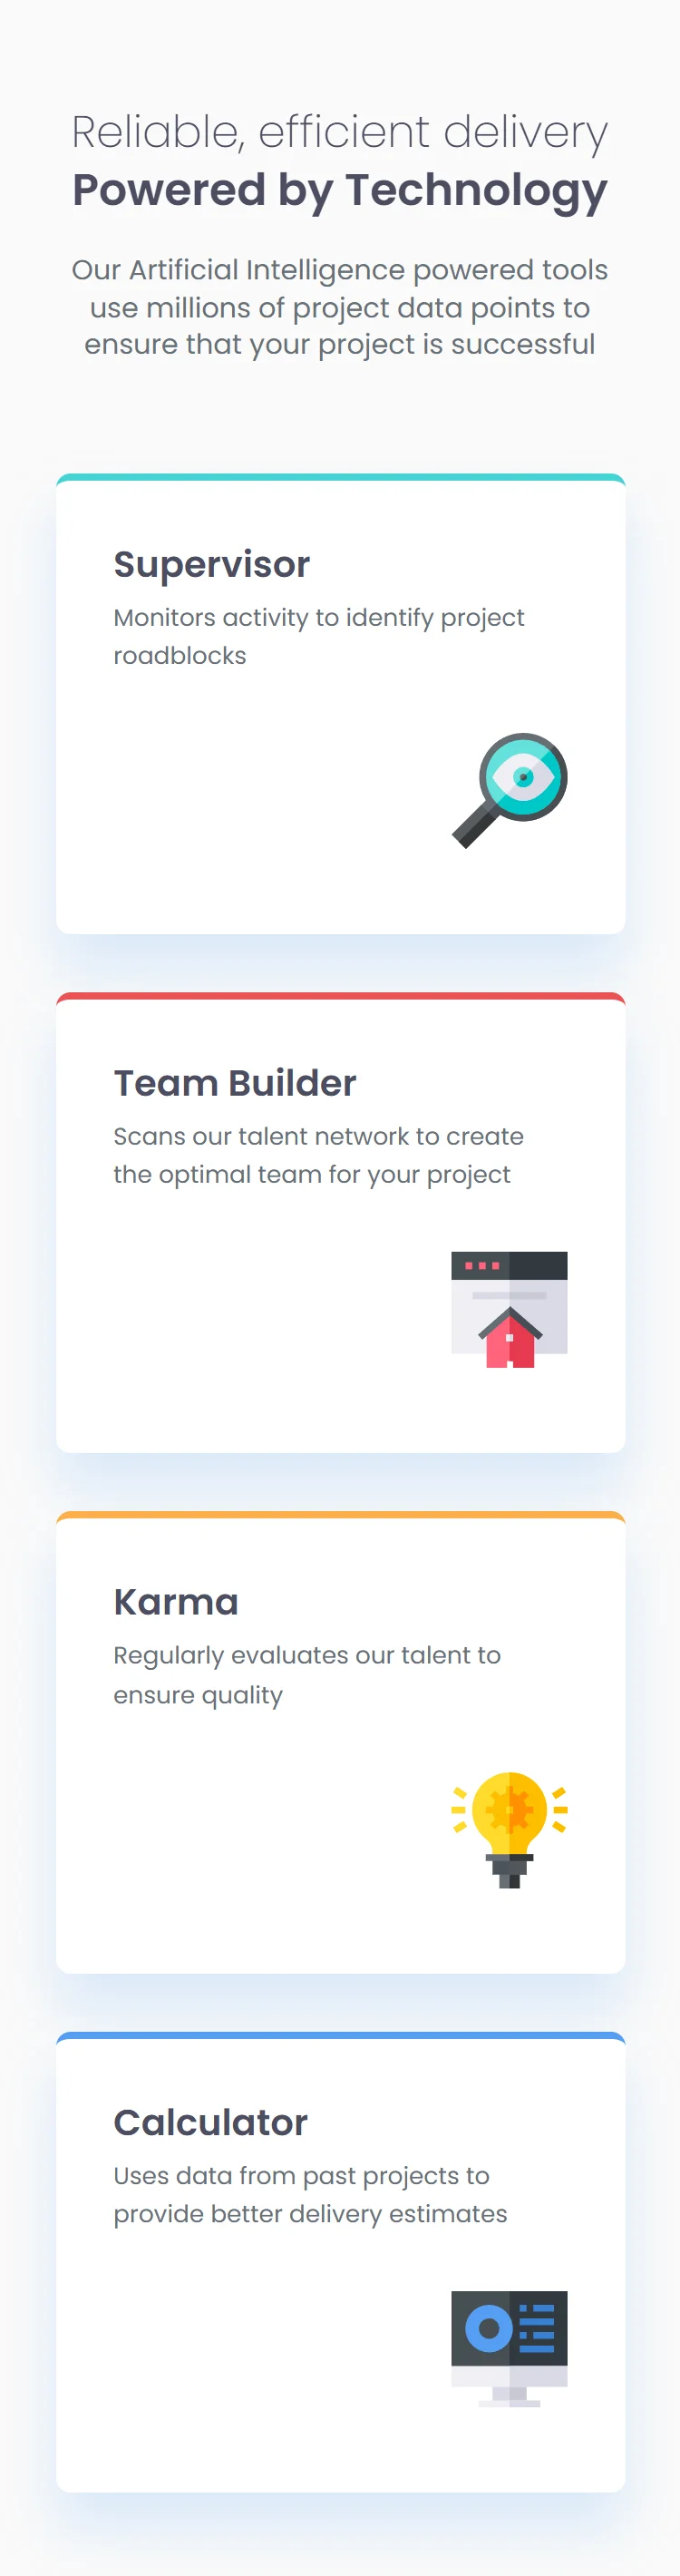 Reliable, efficient delivery
Powered by Technology
Our Artificial Intelligence powered tools
use millions of project data points to
ensure that your project is successful
Supervisor
Monitors activity to identify project
roadblocks
Team Builder
Scans our talent network to create
the optimal team for your project
Karma
Regularly evaluates our talent to
ensure quality
Calculator
Uses data from past projects to
provide better delivery estimates